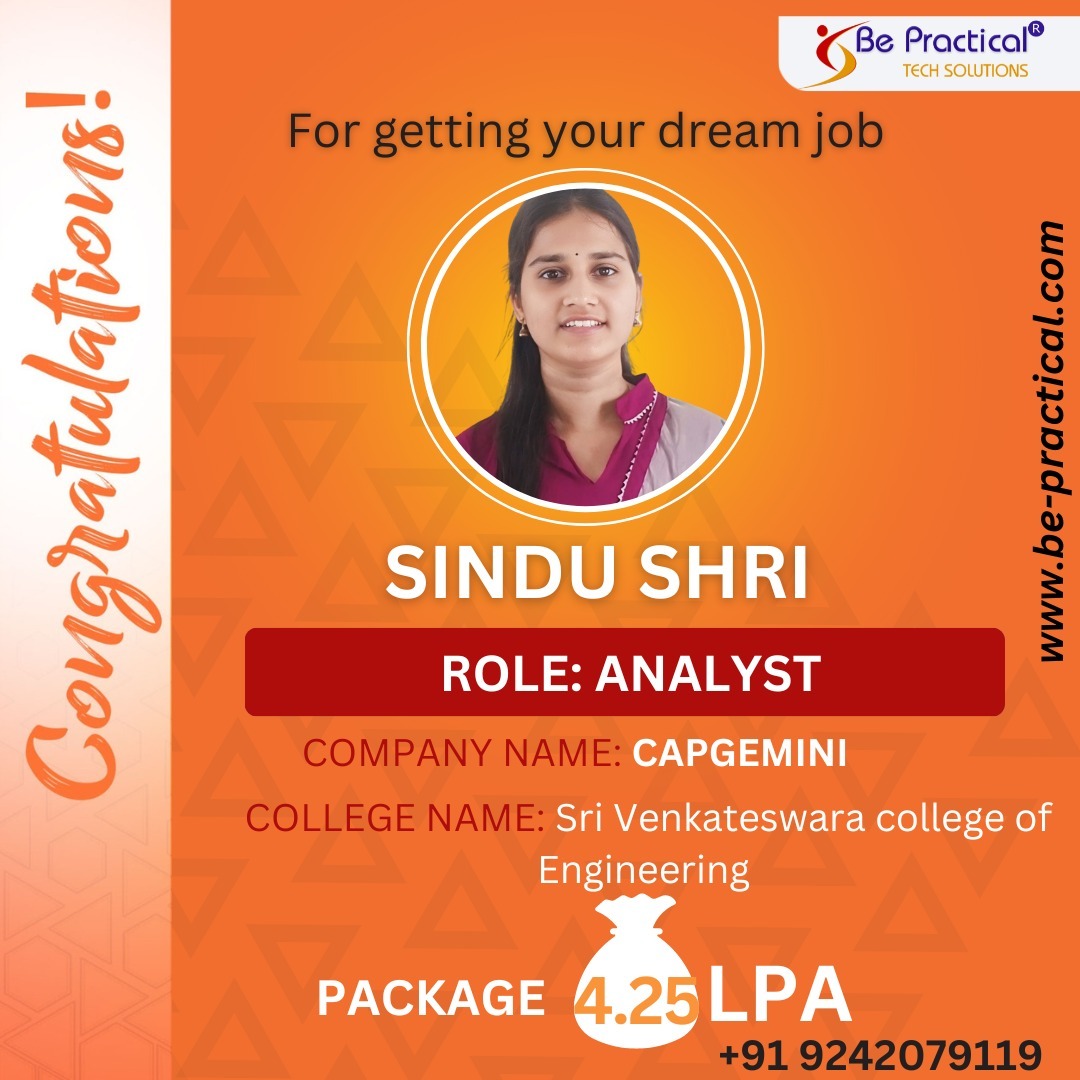 Be Practical®
TECH SOLUTIONS
Congratulations!
For getting your dream job
www.be-practical.com
SINDU SHRI
ROLE: ANALYST
COMPANY NAME: CAPGEMINI
COLLEGE NAME: Sri Venkateswara college of
Engineering
PACKAGE 4.25 LPA
+91 9242079119